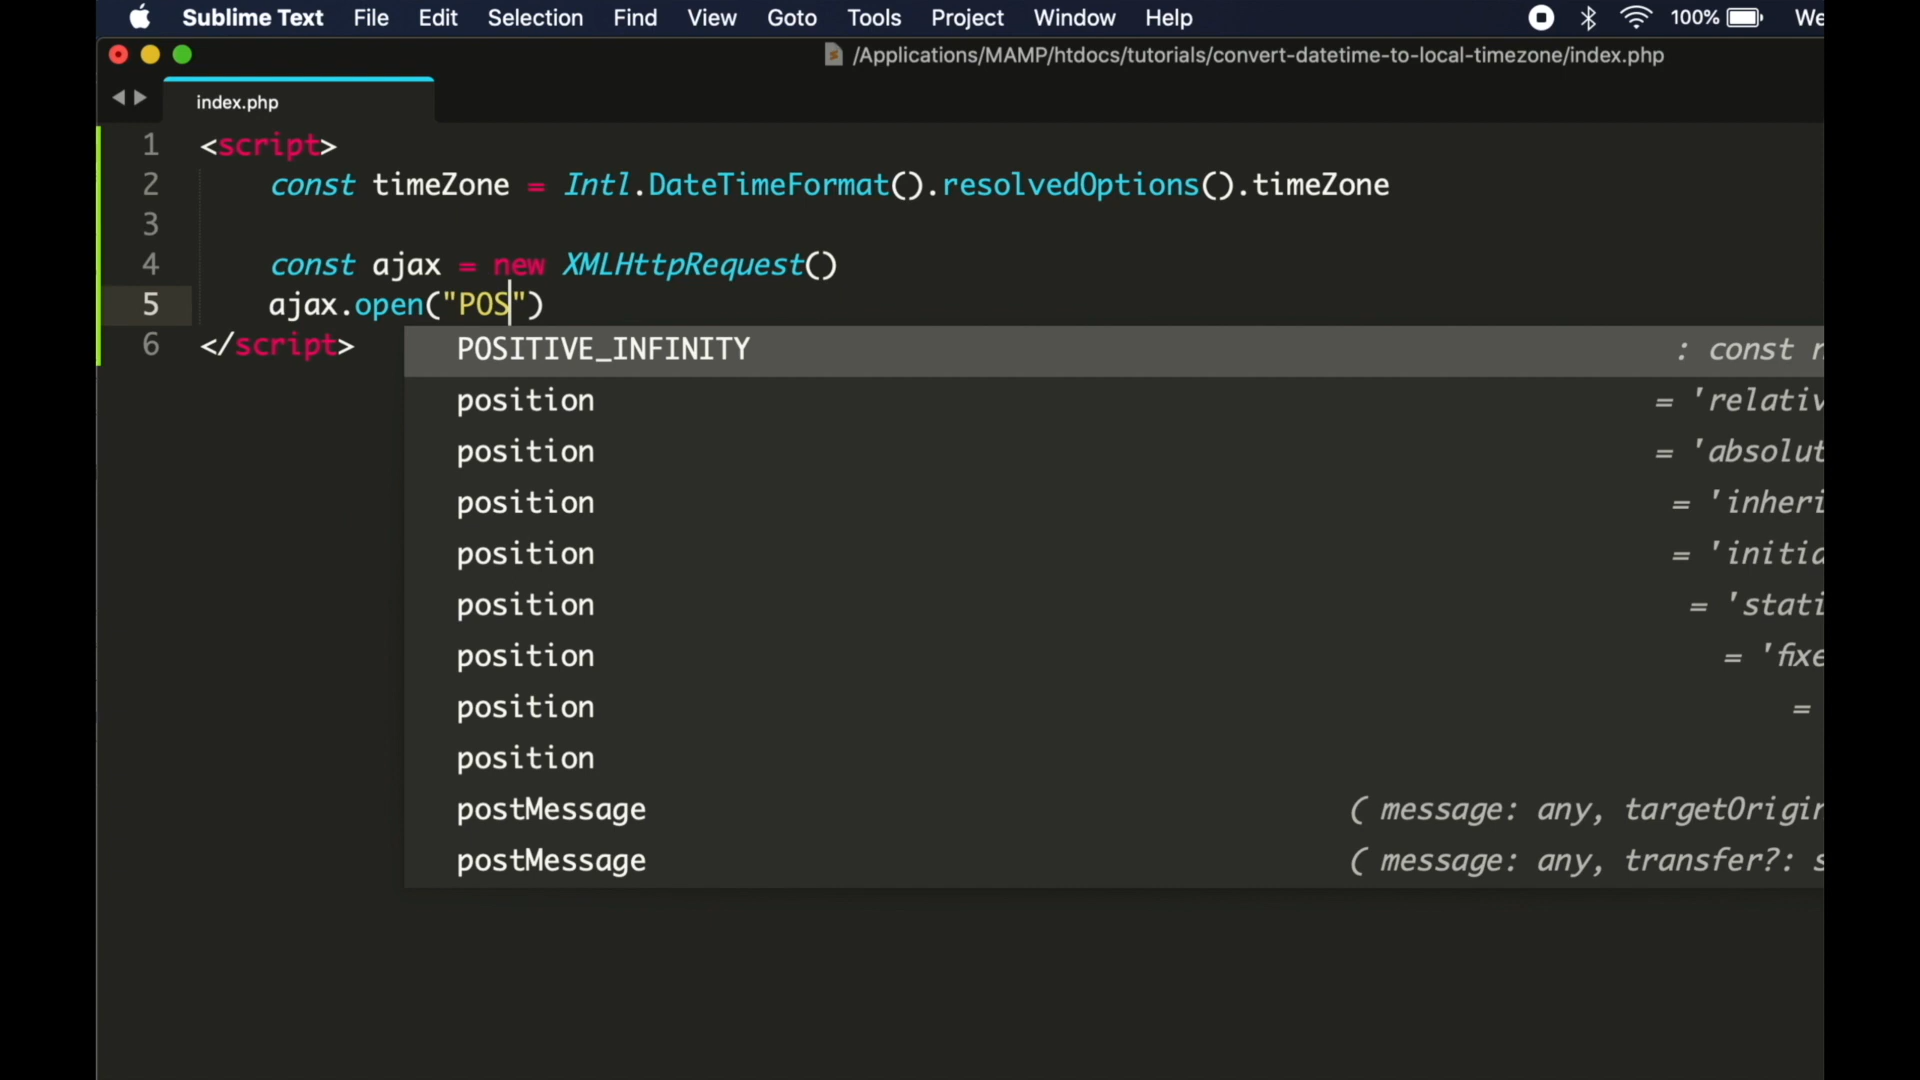 Sublime Text File Edit Selection Find View Goto Tools Project Window Help 100%
/Applications/MAMP/htdocs/tutorials/convert-datetime-to-local-timezone/index.php
index.php
1 <script>
2 const timeZone = Intl.DateTimeFormat().resolvedOptions().timeZone
3
4 const ajax = new XMLHttpRequest()
5 ajax.open("POS")
6 </script>
POSITIVE_INFINITY : const
position = 'relativ
position = 'absolut
position = 'inheri
position = 'initia
position = 'stati
position = 'fixe
position =
position
postMessage ( message: any, targetOrigin
postMessage ( message: any, transfer?: